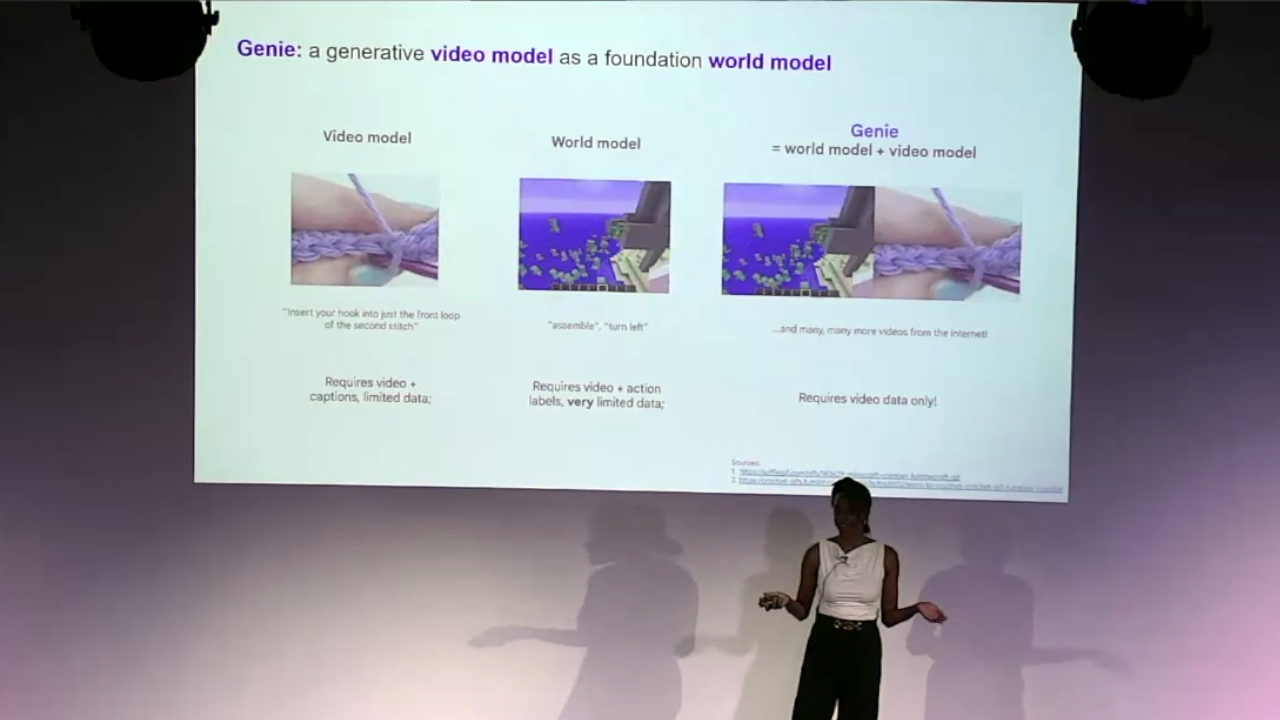 Genie: a generative video model as a foundation world model
Video model
World model
Genie
= world model + video model
"Insert your hook into just the front loop
of the second stitch"
"assemble", "turn left"
...and many, many more videos from the internet!
Requires video +
captions, limited data;
Requires video + action
labels, very limited data;
Requires video data only!
Sources:
1.
2.